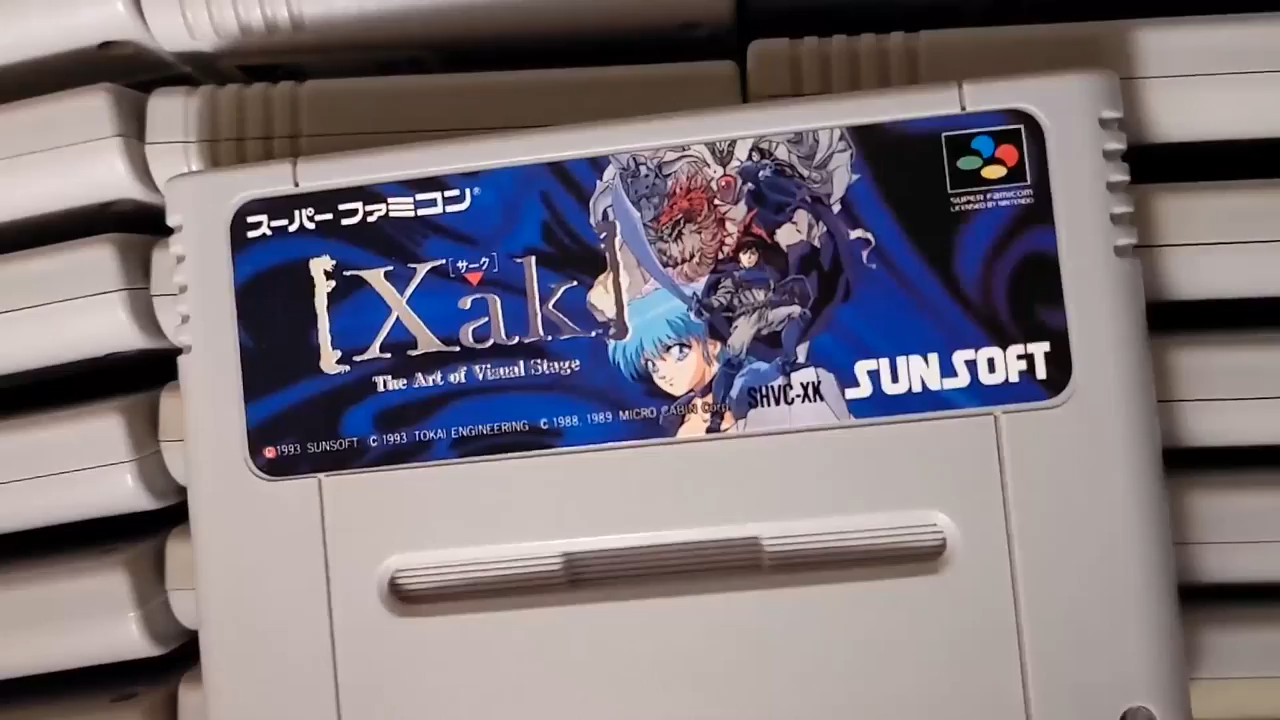 スーパーファミコン®
SUPER FAMICOM
LICENSED BY NINTENDO
[サーク]
[Xak]
The Art of Visual Stage
SHVC-XK
SUNSOFT
©1993 SUNSOFT © 1993 TOKAI ENGINEERING © 1988, 1989 MICRO CABIN Corp.